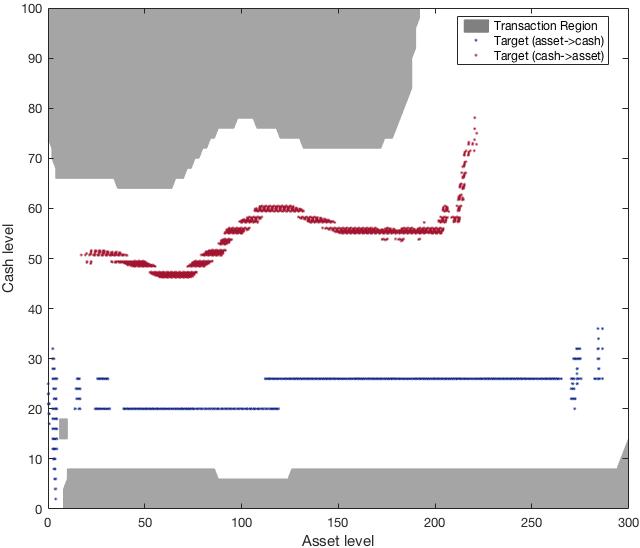 100
90
80
70
60
50
40
30
20
10
0
Cash level
Transaction Region
Target (asset->cash)
Target (cash->asset)
0 50 100 150 200 250 300
Asset level